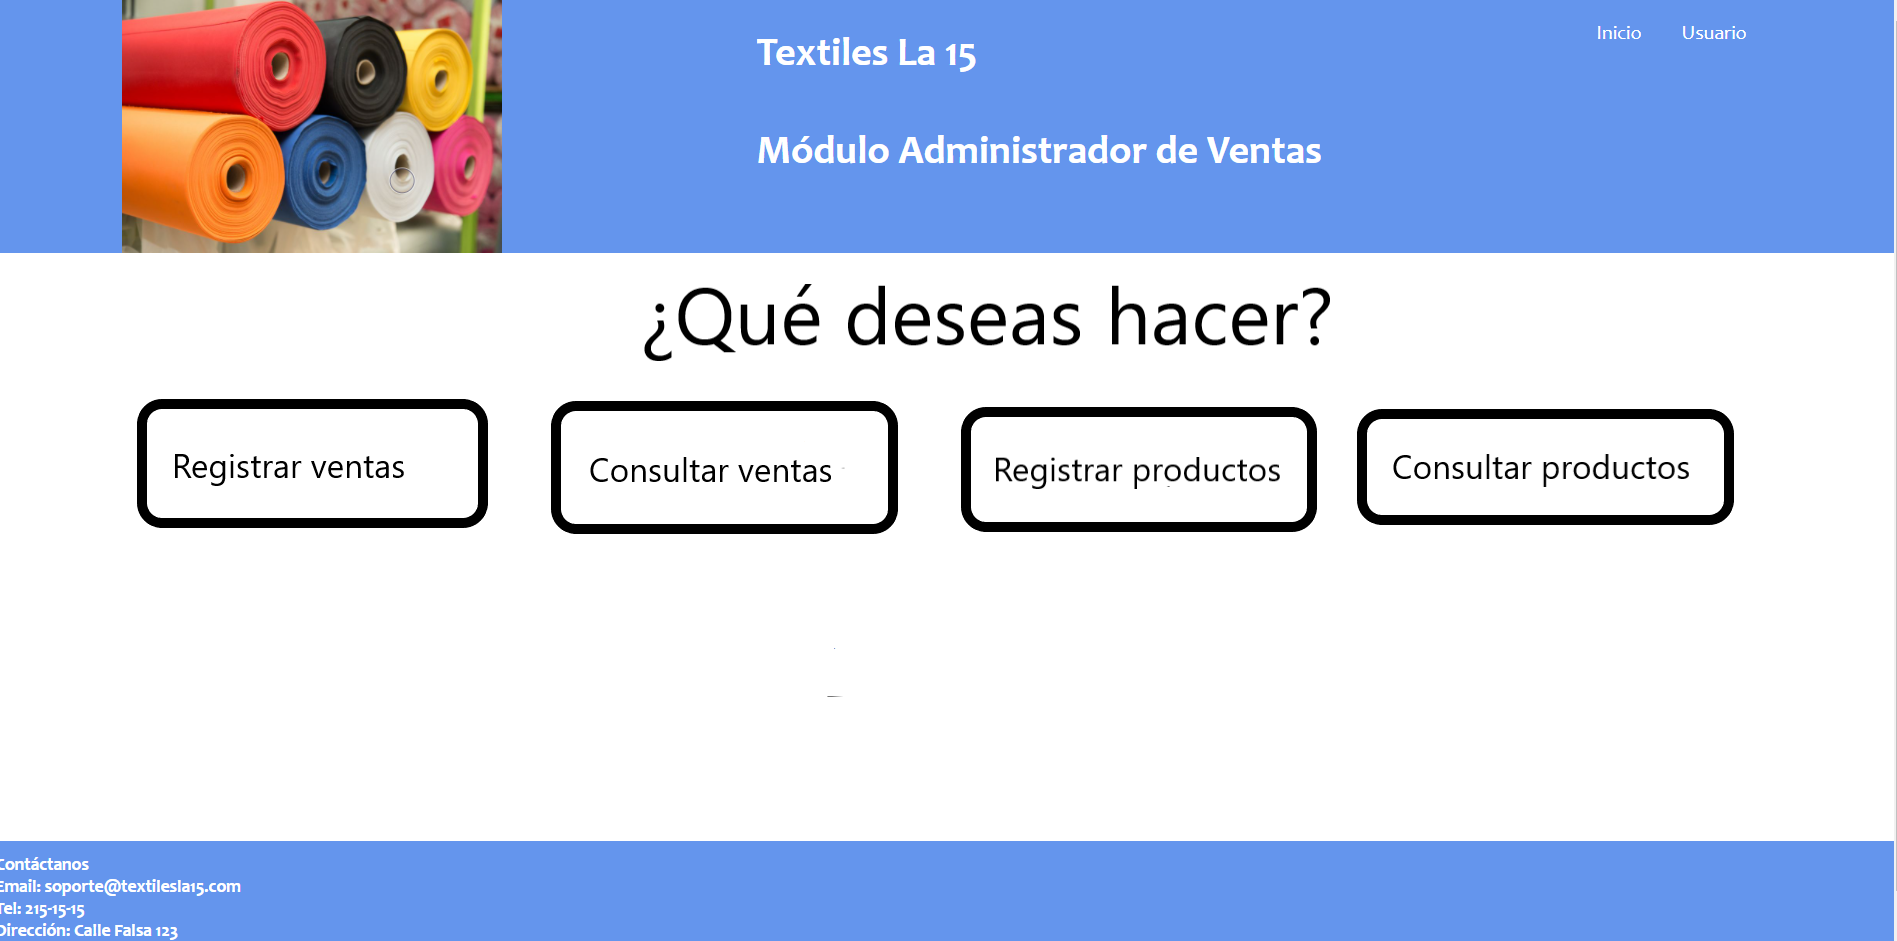 Textiles La 15
Inicio
Usuario
Módulo Administrador de Ventas
¿Qué deseas hacer?
Registrar ventas
Consultar ventas
Registrar productos
Consultar productos
Contáctanos
Email: soporte@textilesla15.com
Tel: 215-15-15
Dirección: Calle Falsa 123